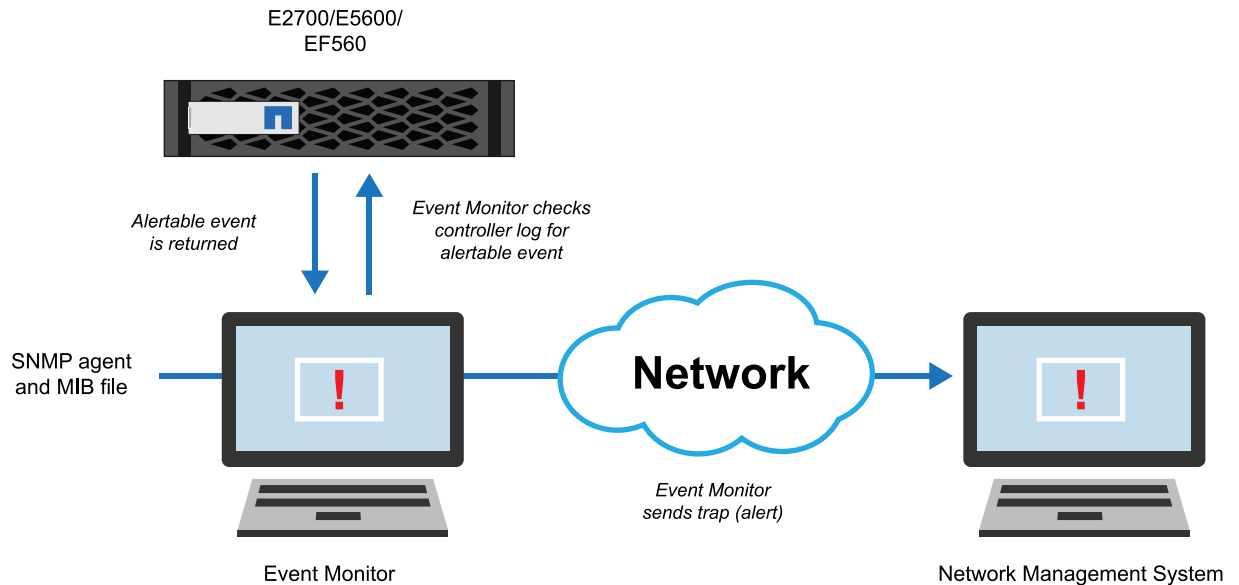 E2700/E5600/
EF560
Alertable event
is returned
Event Monitor checks
controller log for
alertable event
SNMP agent
and MIB file
!
Network
!
Event Monitor
sends trap (alert)
Event Monitor
Network Management System